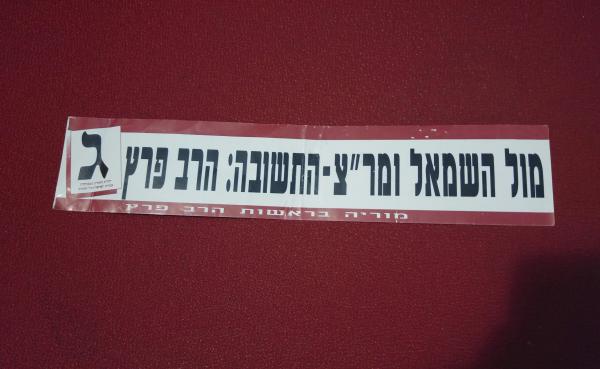 מול השמאל ומר"צ-התשובה: הרב פרץ
ג
מוריה בראשות הרב פרץ